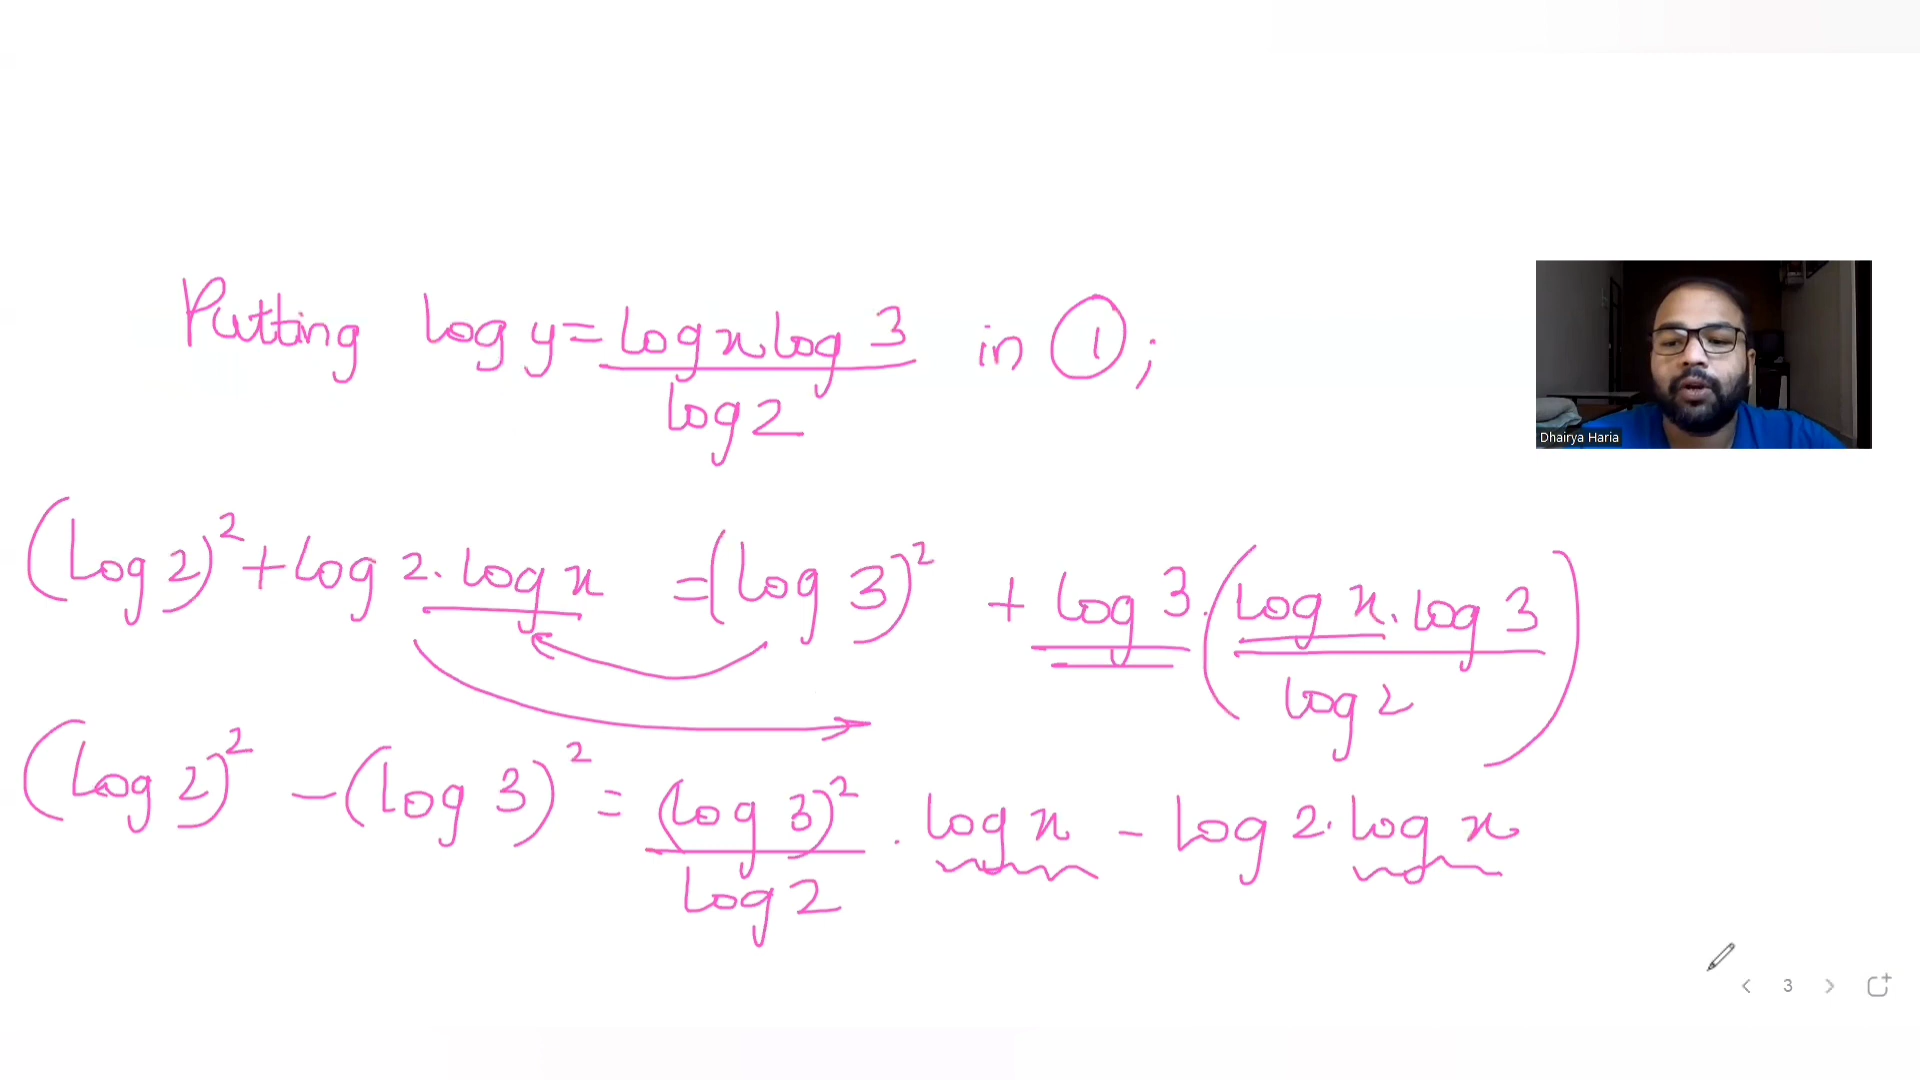 Putting log y = log x log 3 / log 2 in ①;
Dhairya Haria
(log 2)² + log 2 . log x = (log 3)² + log 3 . (log x . log 3 / log 2)
(log 2)² - (log 3)² = (log 3)² / log 2 . log x - log 2 . log x
< 3 >